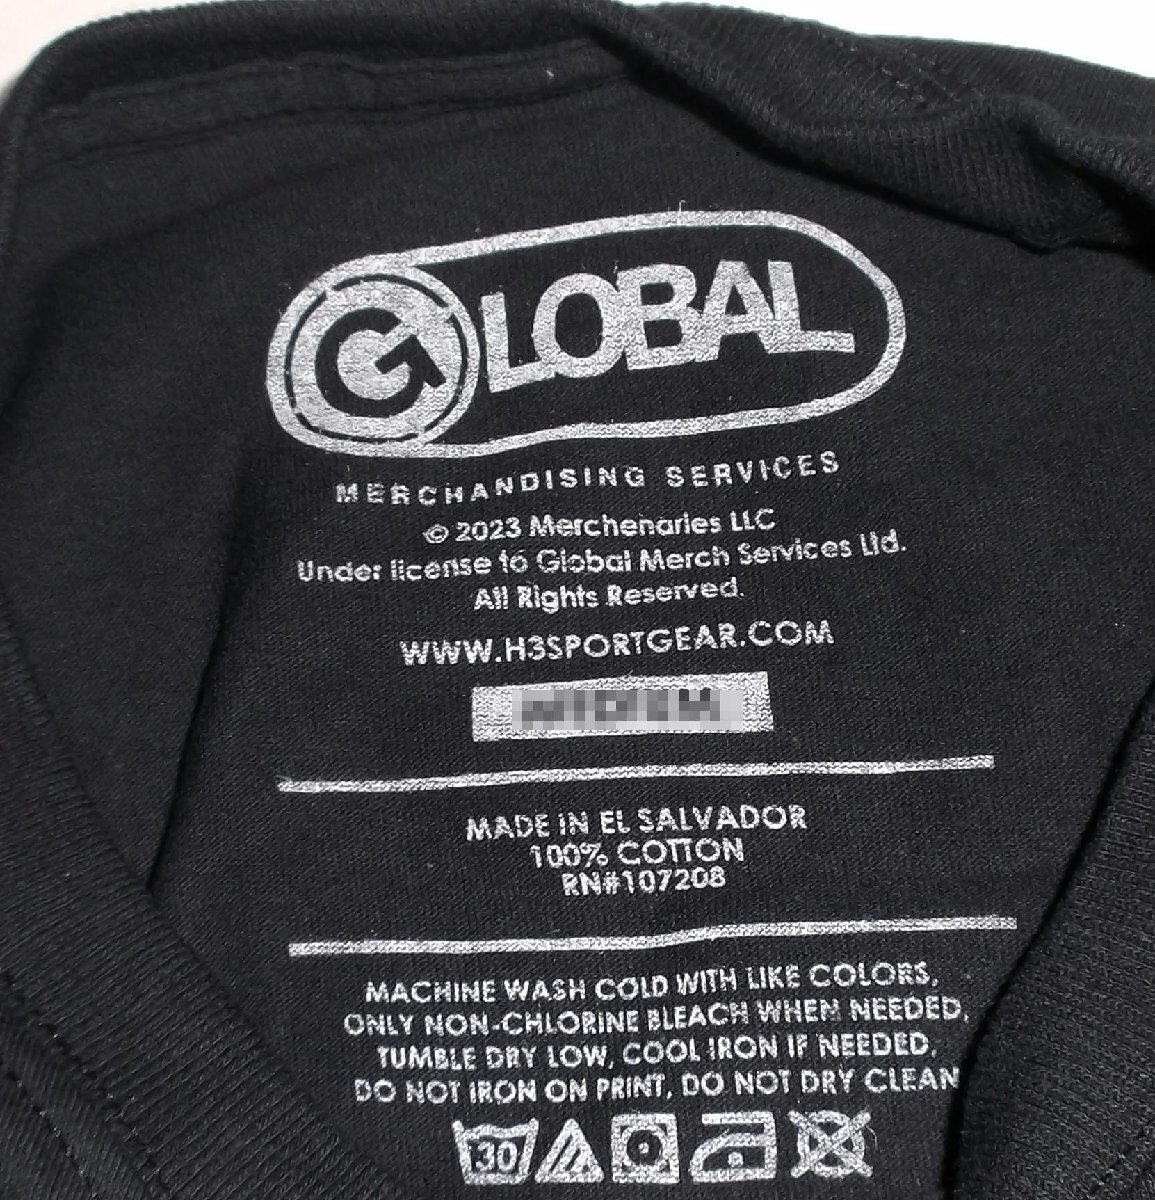 GLOBAL
MERCHANDISING SERVICES
© 2023 Merchenaries LLC
Under license to Global Merch Services Ltd.
All Rights Reserved.
WWW.H3SPORTGEAR.COM
MADE IN EL SALVADOR
100% COTTON
RN#107208
MACHINE WASH COLD WITH LIKE COLORS,
ONLY NON-CHLORINE BLEACH WHEN NEEDED,
TUMBLE DRY LOW, COOL IRON IF NEEDED,
DO NOT IRON ON PRINT, DO NOT DRY CLEAN
30